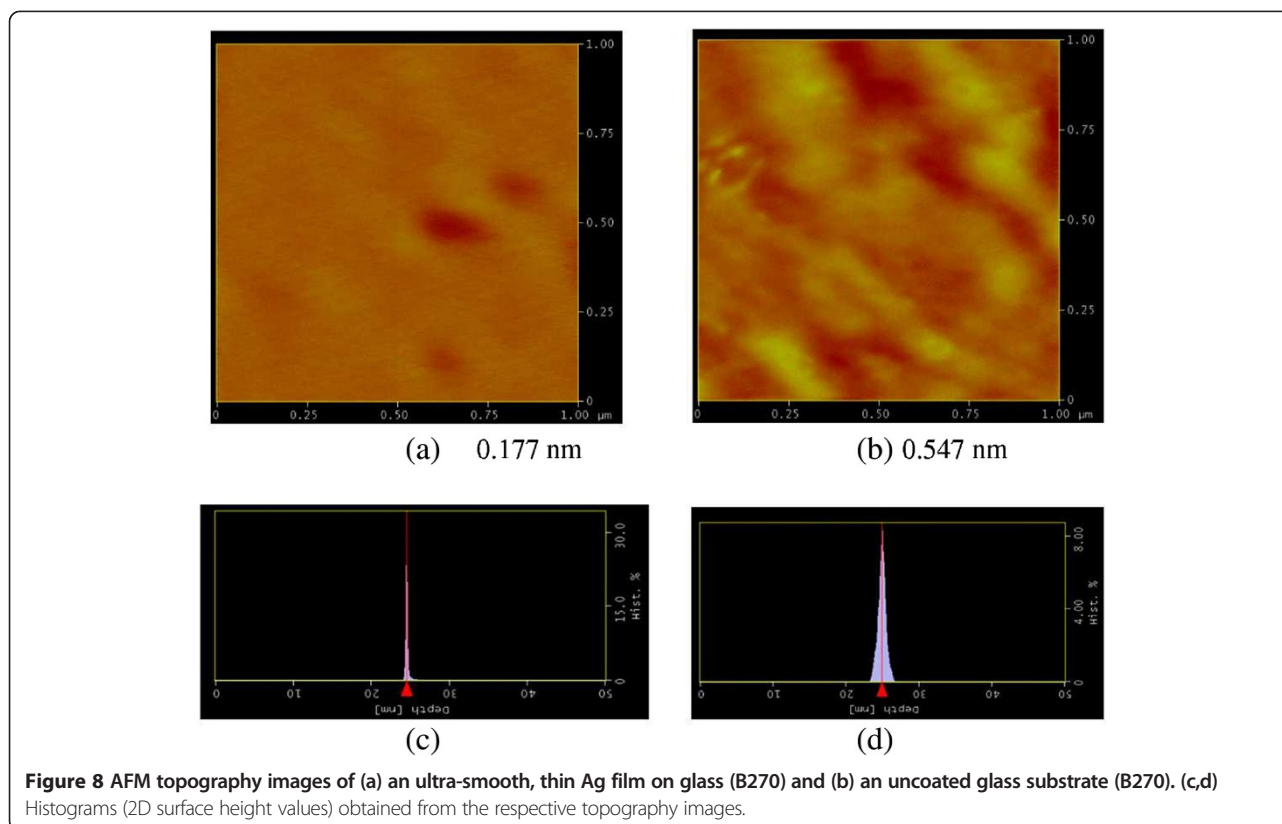 1.00
0.75
0.50
0.25
0
0 0.25 0.50 0.75 1.00 µm
(a) 0.177 nm
1.00
0.75
0.50
0.25
0
0 0.25 0.50 0.75 1.00 µm
(b) 0.547 nm
30.0
15.0
0
Hist. %
0 10 20 30 40 50
Depth [nm]
(c)
8.00
4.00
0
Hist. %
0 10 20 30 40 50
Depth [nm]
(d)
Figure 8 AFM topography images of (a) an ultra-smooth, thin Ag film on glass (B270) and (b) an uncoated glass substrate (B270). (c,d)
Histograms (2D surface height values) obtained from the respective topography images.